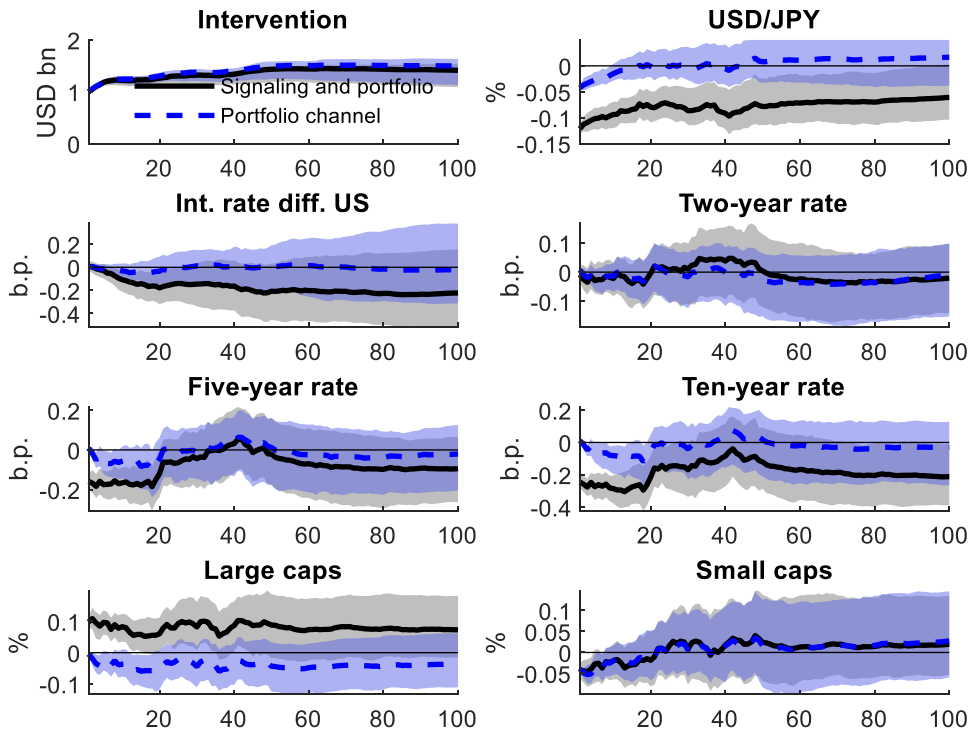 Intervention
USD bn
2
1
0
Signaling and portfolio
Portfolio channel
20 40 60 80 100
USD/JPY
%
0
-0.05
-0.1
-0.15
20 40 60 80 100
Int. rate diff. US
b.p.
0.2
0
-0.2
-0.4
20 40 60 80 100
Two-year rate
b.p.
0.1
0
-0.1
20 40 60 80 100
Five-year rate
b.p.
0.2
0
-0.2
20 40 60 80 100
Ten-year rate
b.p.
0.2
0
-0.2
-0.4
20 40 60 80 100
Large caps
%
0.1
0
-0.1
20 40 60 80 100
Small caps
%
0.1
0.05
0
-0.05
20 40 60 80 100